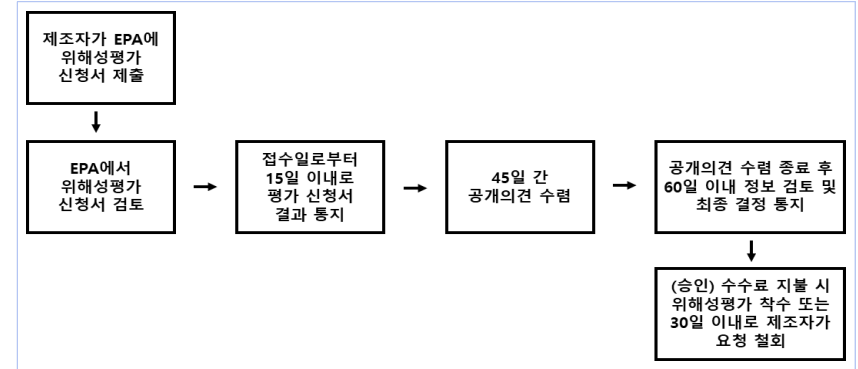 제조자가 EPA에
위해성평가
신청서 제출
EPA에서
위해성평가
신청서 검토
접수일로부터
15일 이내로
평가 신청서
결과 통지
45일 간
공개의견 수렴
공개의견 수렴 종료 후
60일 이내 정보 검토 및
최종 결정 통지
(승인) 수수료 지불 시
위해성평가 착수 또는
30일 이내로 제조자가
요청 철회